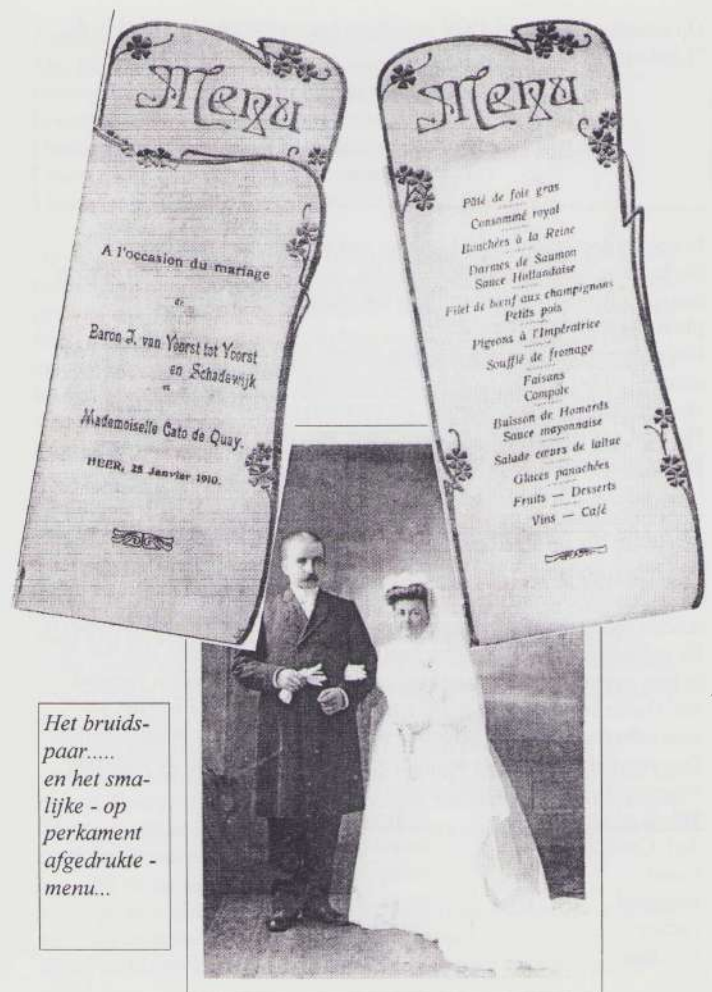 Menu
A l'occasion du mariage
de
Baron J. van Voorst tot Voorst
en Schadewijk
et
Mademoiselle Cato de Quay.
HEER, 25 Janvier 1910.
Menu
Pâté de foie gras
Consommé royal
Bouchées à la Reine
Darmes de Saumon
Sauce Hollandaise
Filet de bœuf aux champignons
Petits pois
Pigeons à l'Impératrice
Soufflé de fromage
Faisans
Compote
Buisson de Homards
Sauce mayonnaise
Salade cœurs de laitue
Glaces panachées
Fruits — Desserts
Vins — Café
Het bruids-
paar.....
en het sma-
lijke - op
perkament
afgedrukte -
menu...